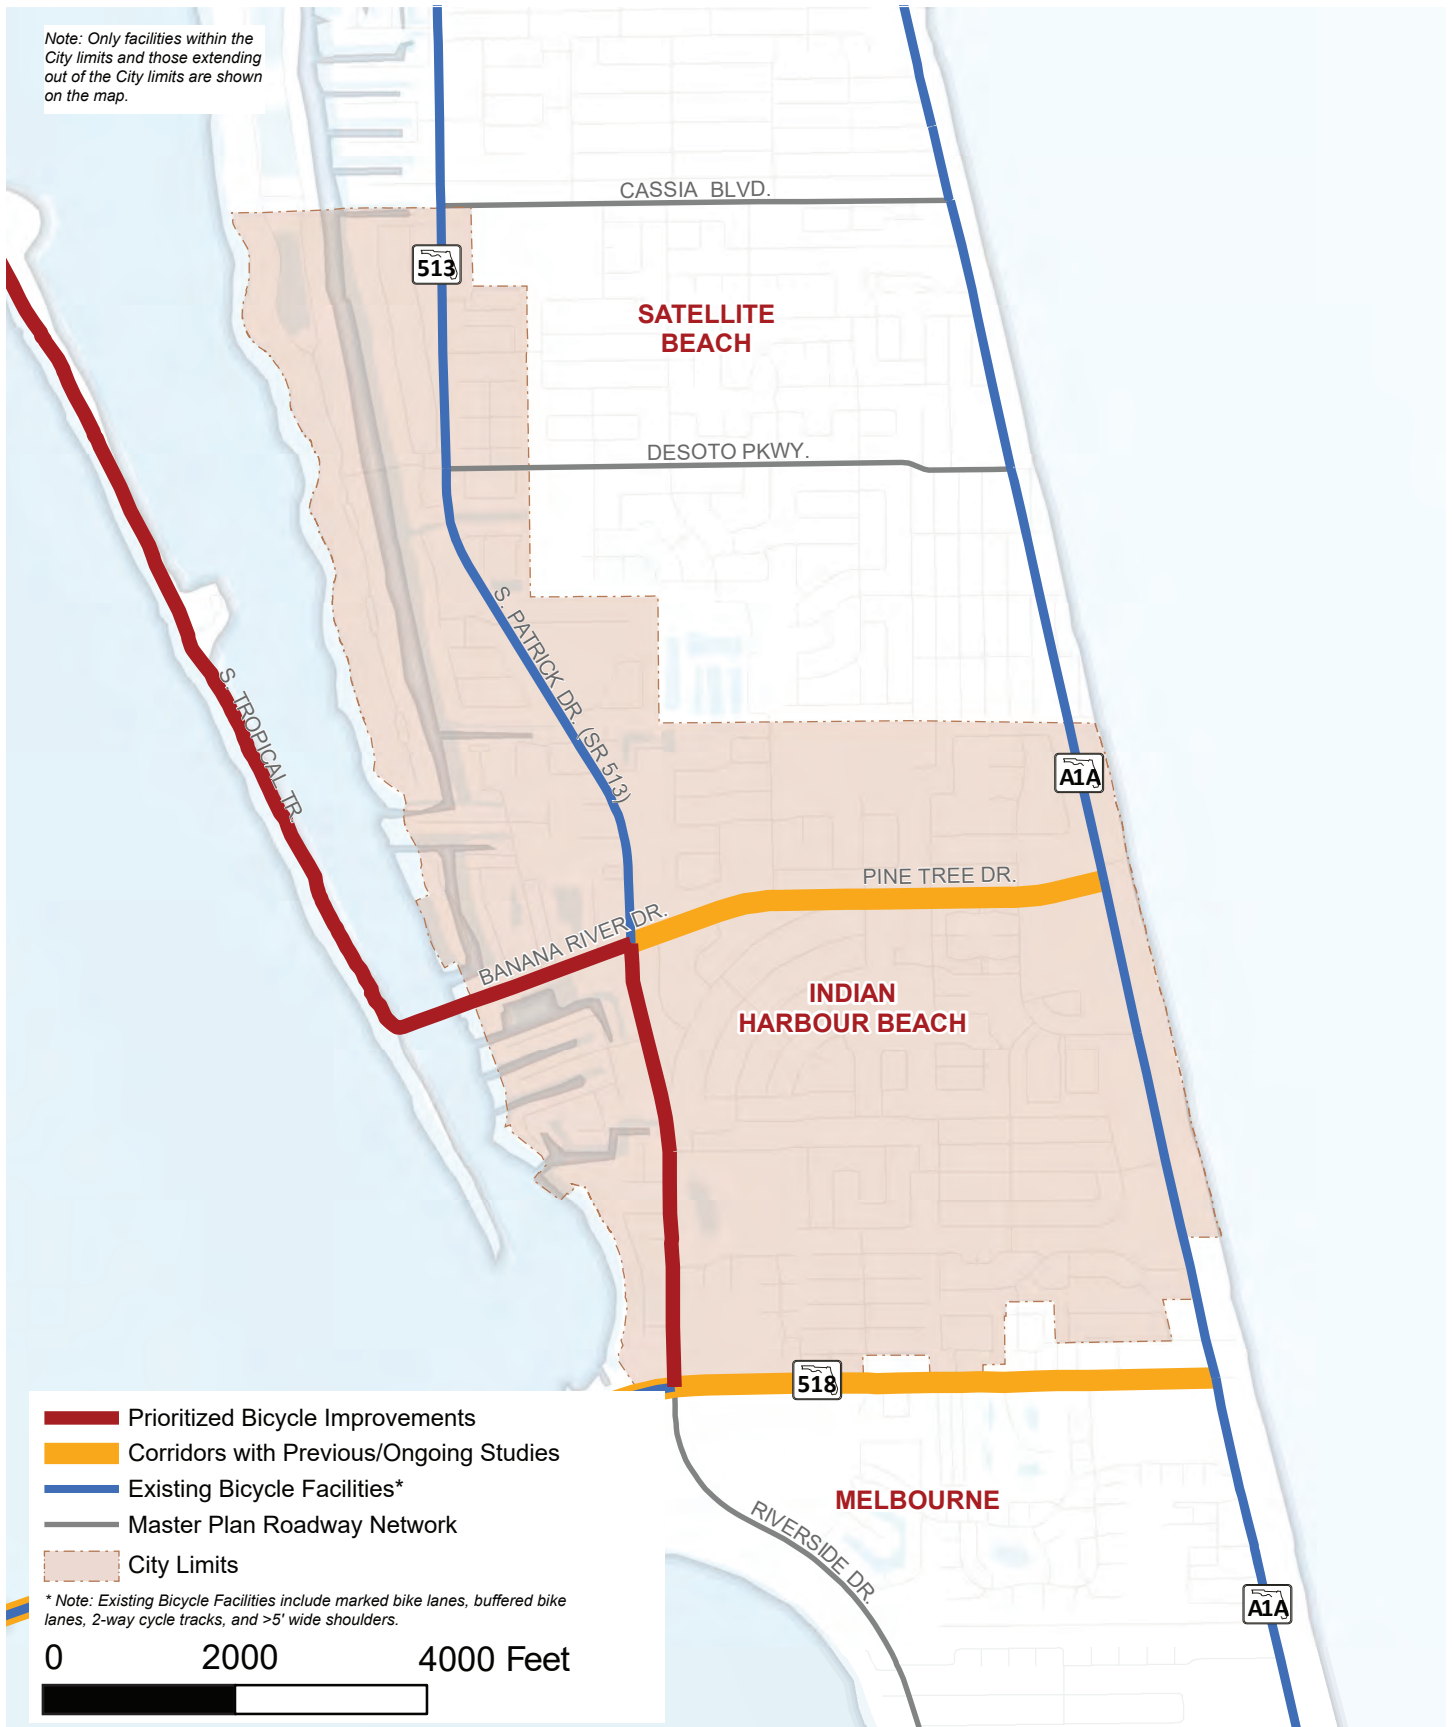 Note: Only facilities within the
City limits and those extending
out of the City limits are shown
on the map.
CASSIA BLVD.
513
SATELLITE
BEACH
DESOTO PKWY.
S. PATRICK DR. (SR 513)
S. TROPICAL TR.
A1A
PINE TREE DR.
BANANA RIVER DR.
INDIAN
HARBOUR BEACH
518
MELBOURNE
RIVERSIDE DR.
A1A
Prioritized Bicycle Improvements
Corridors with Previous/Ongoing Studies
Existing Bicycle Facilities*
Master Plan Roadway Network
City Limits
* Note: Existing Bicycle Facilities include marked bike lanes, buffered bike
lanes, 2-way cycle tracks, and >5' wide shoulders.
0 2000 4000 Feet